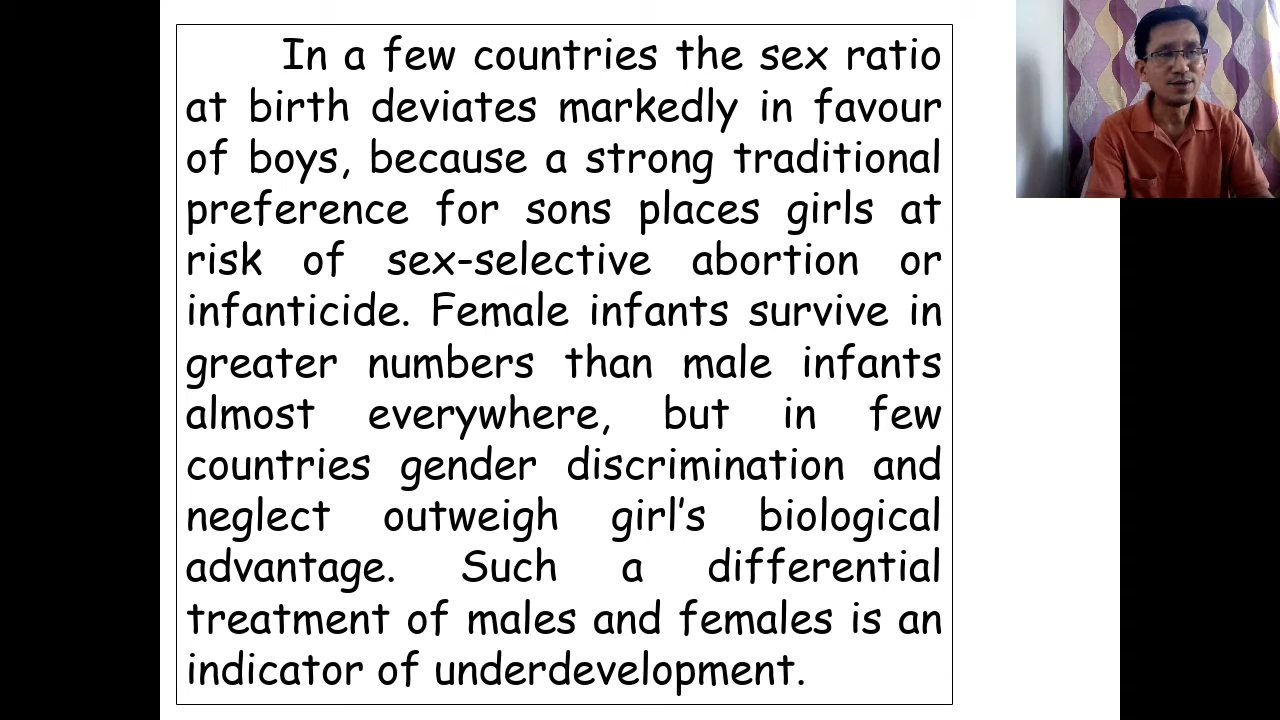 In a few countries the sex ratio
at birth deviates markedly in favour
of boys, because a strong traditional
preference for sons places girls at
risk of sex-selective abortion or
infanticide. Female infants survive in
greater numbers than male infants
almost everywhere, but in few
countries gender discrimination and
neglect outweigh girl's biological
advantage. Such a differential
treatment of males and females is an
indicator of underdevelopment.